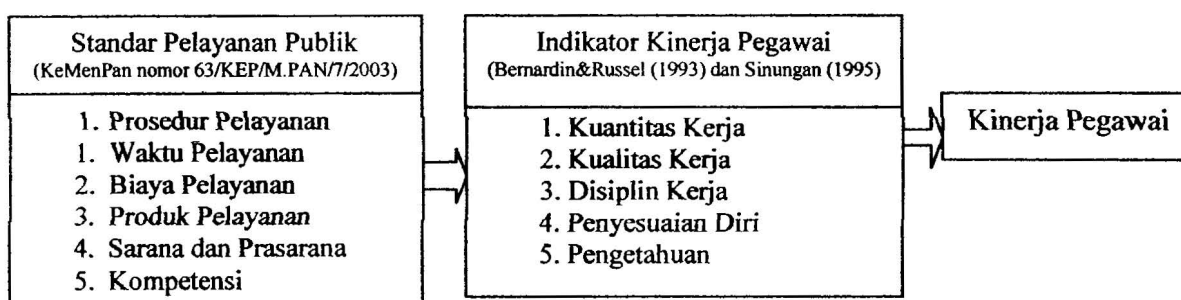 Standar Pelayanan Publik
(KeMenPan nomor 63/KEP/M.PAN/7/2003)
1. Prosedur Pelayanan
1. Waktu Pelayanan
2. Biaya Pelayanan
3. Produk Pelayanan
4. Sarana dan Prasarana
5. Kompetensi
Indikator Kinerja Pegawai
(Bernardin&Russel (1993) dan Sinungan (1995)
1. Kuantitas Kerja
2. Kualitas Kerja
3. Disiplin Kerja
4. Penyesuaian Diri
5. Pengetahuan
Kinerja Pegawai